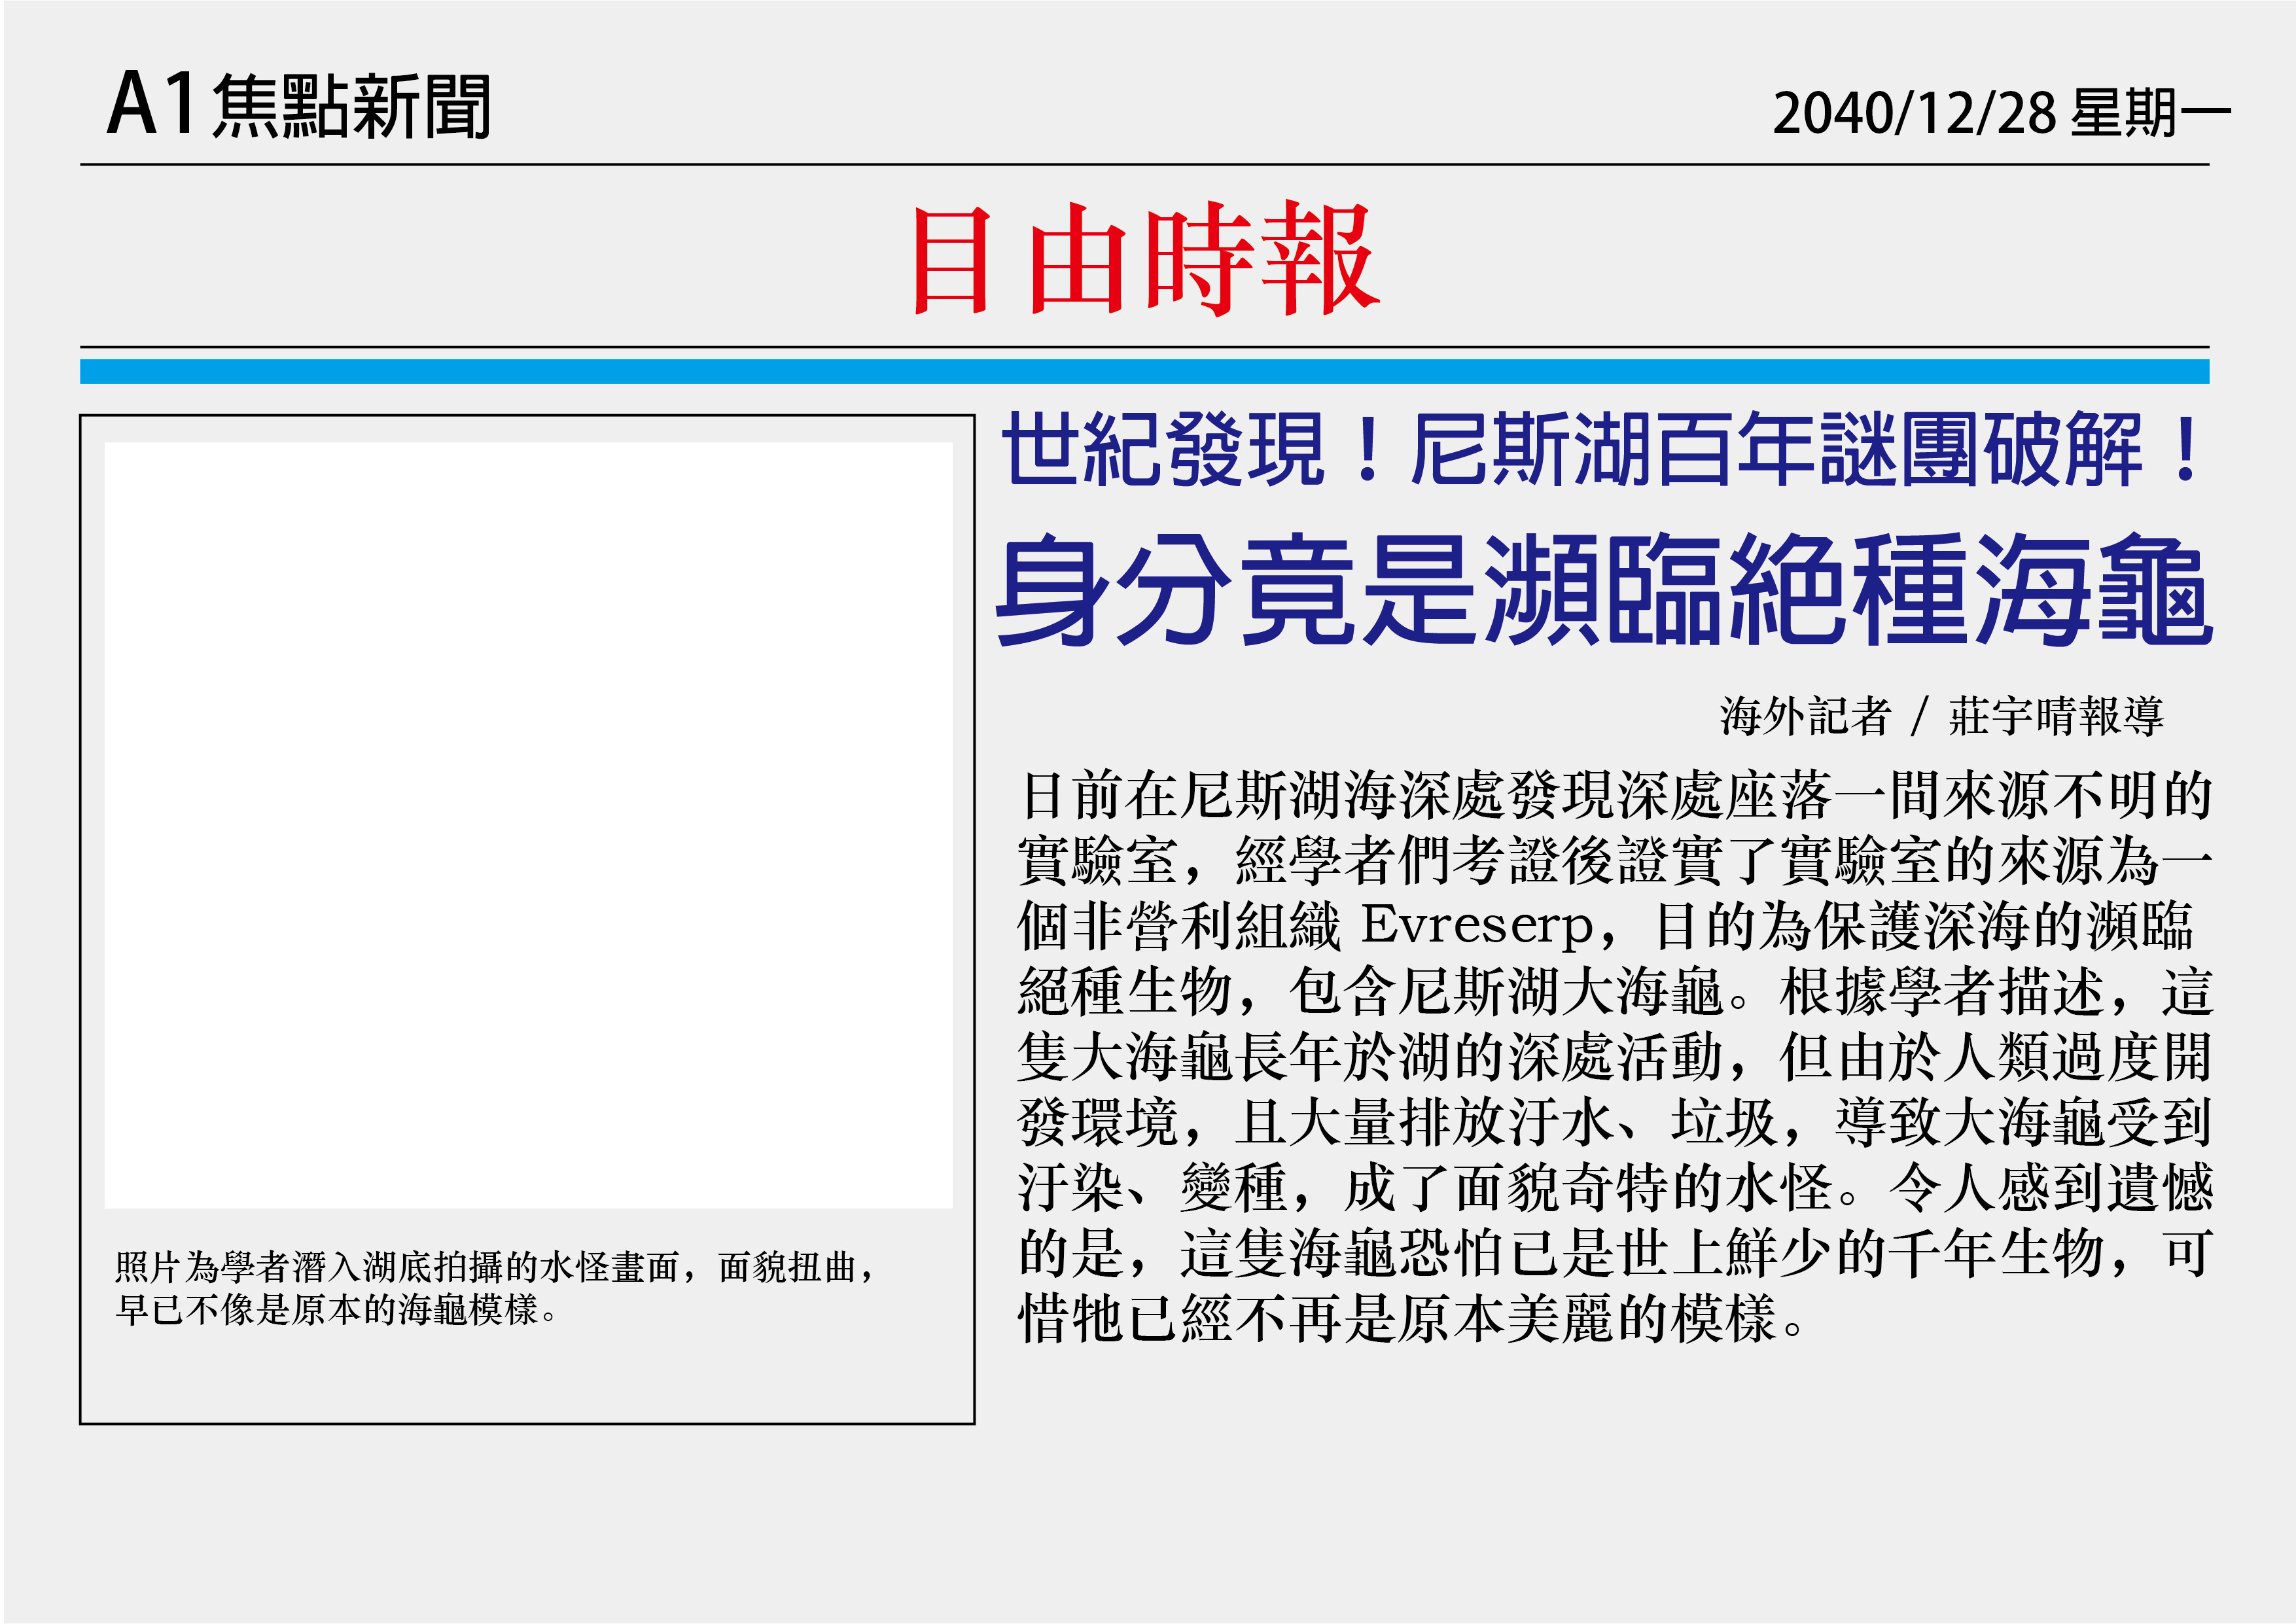 A1焦點新聞
2040/12/28 星期一
日由時報
世紀發現！尼斯湖百年謎團破解！
身分竟是瀕臨絕種海龜
海外記者 / 莊宇晴報導
日前在尼斯湖海深處發現深處座落一間來源不明的
實驗室，經學者們考證後證實了實驗室的來源為一
個非營利組織 Evreserp，目的為保護深海的瀕臨
絕種生物，包含尼斯湖大海龜。根據學者描述，這
隻大海龜長年於湖的深處活動，但由於人類過度開
發環境，且大量排放汙水、垃圾，導致大海龜受到
汙染、變種，成了面貌奇特的水怪。令人感到遺憾
的是，這隻海龜恐怕已是世上鮮少的千年生物，可
惜牠已經不再是原本美麗的模樣。
照片為學者潛入湖底拍攝的水怪畫面，面貌扭曲，
早已不像是原本的海龜模樣。